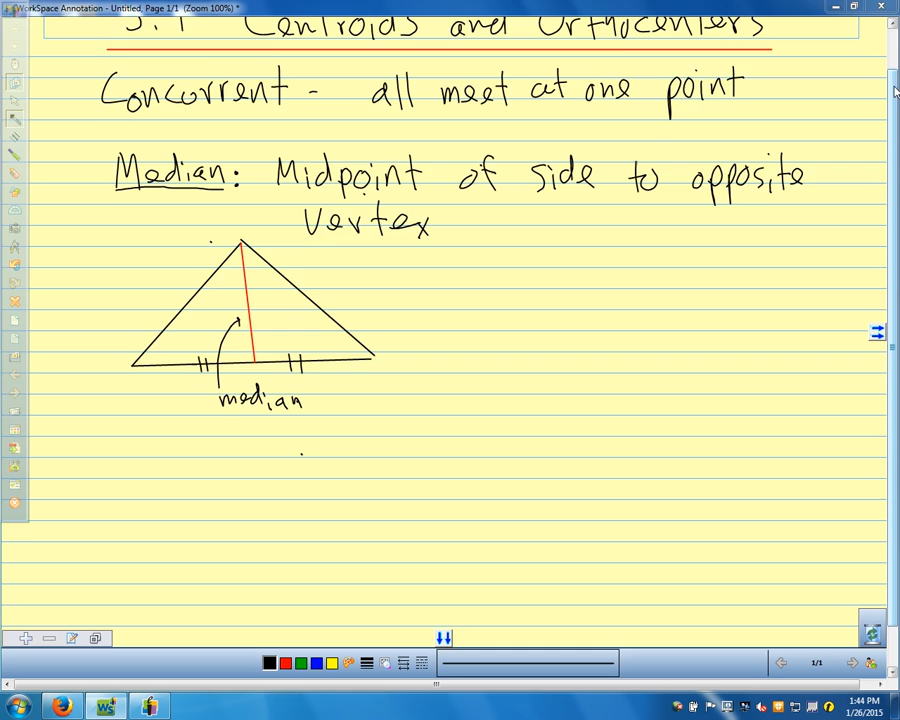 WorkSpace Annotation - Untitled, Page 1/1 (Zoom 100%) *
Centroids and Orthocenters
Concurrent - all meet at one point
Median: Midpoint of side to opposite
vertex
median
1/1
1:44 PM
1/26/2015